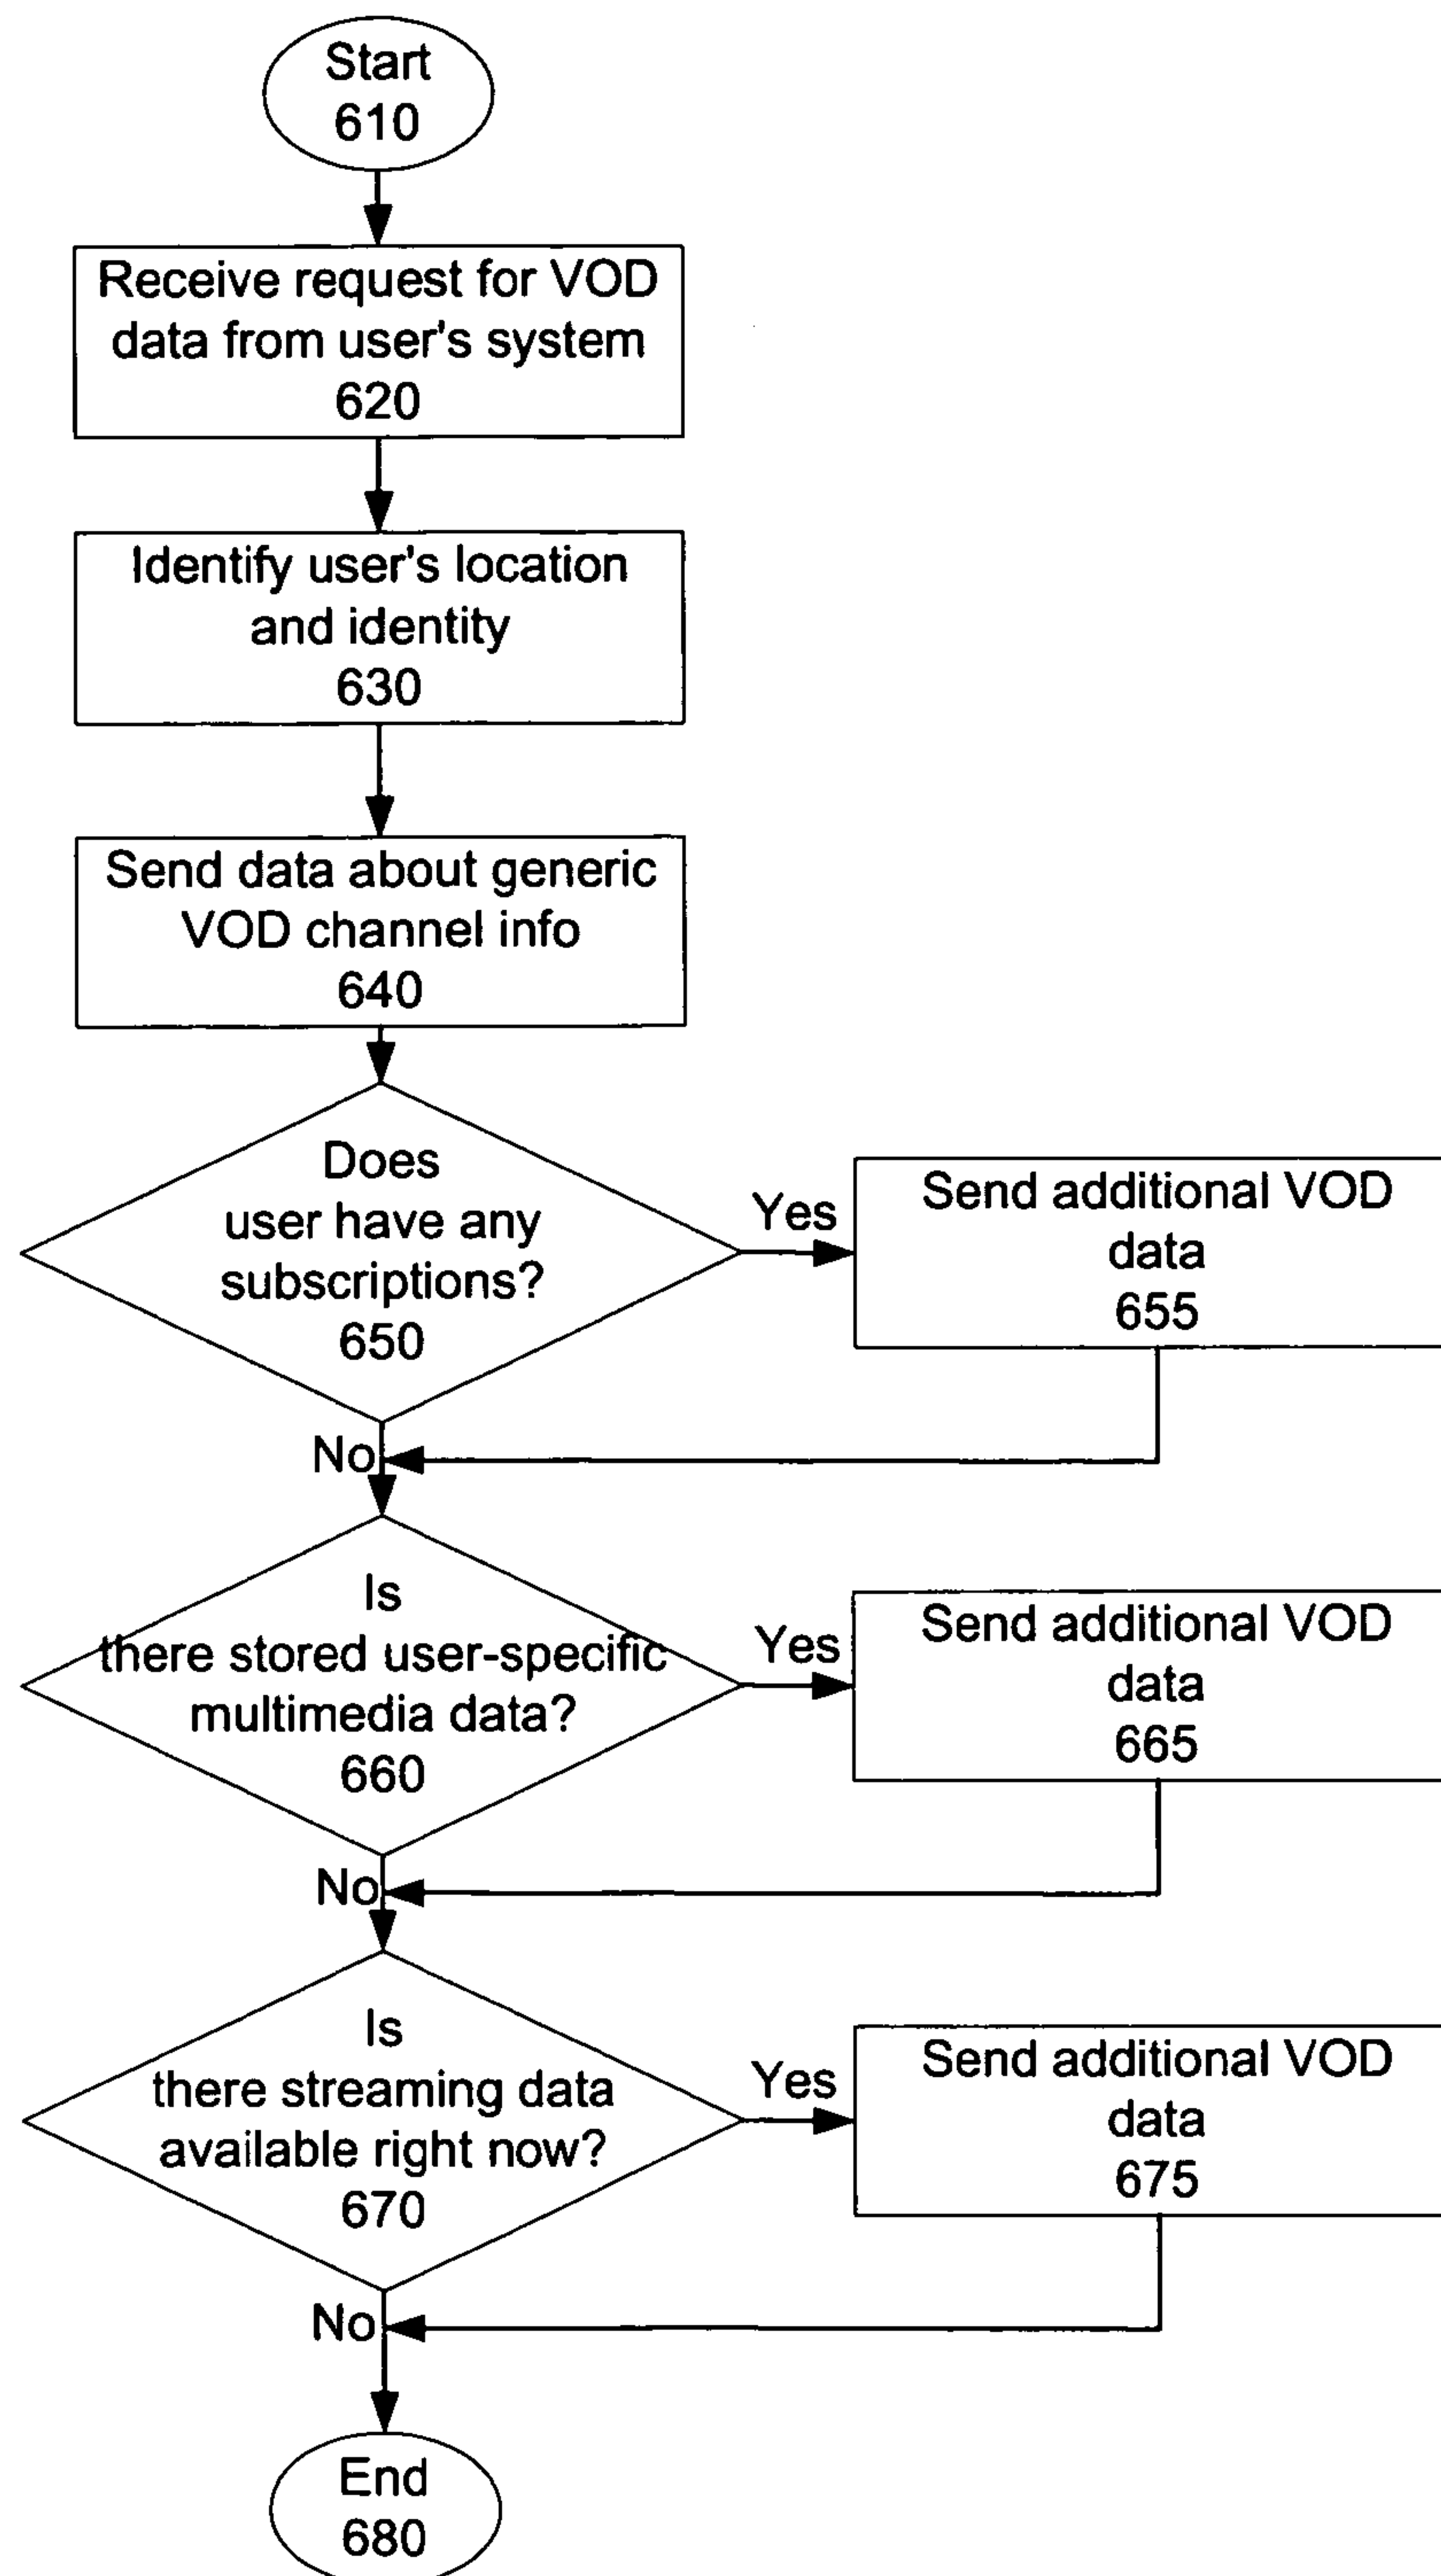 Start
610
Receive request for VOD
data from user's system
620
Identify user's location
and identity
630
Send data about generic
VOD channel info
640
Does
user have any
subscriptions?
650
Yes
Send additional VOD
data
655
No
Is
there stored user-specific
multimedia data?
660
Yes
Send additional VOD
data
665
No
Is
there streaming data
available right now?
670
Yes
Send additional VOD
data
675
No
End
680